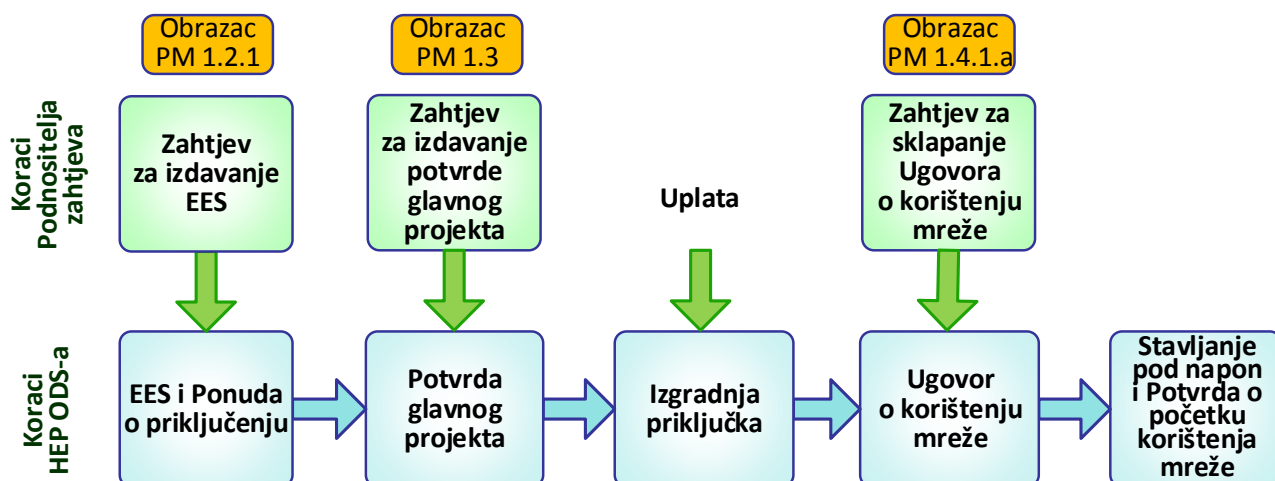 Obrazac
PM 1.2.1
Obrazac
PM 1.3
Obrazac
PM 1.4.1.a
Koraci
Podnositelja
zahtjeva
Zahtjev
za izdavanje
EES
Zahtjev
za izdavanje
potvrde
glavnog
projekta
Uplata
Zahtjev za
sklapanje
Ugovora
o korištenju
mreže
Koraci
HEP ODS-a
EES i Ponuda
o priključenju
Potvrda
glavnog
projekta
Izgradnja
priključka
Ugovor
o korištenju
mreže
Stavljanje
pod napon
i Potvrda o
početku
korištenja
mreže